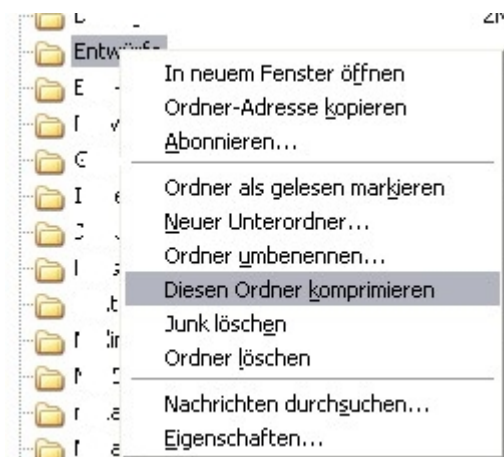 Entwürfe
In neuem Fenster öffnen
Ordner-Adresse kopieren
Abonnieren...
Ordner als gelesen markieren
Neuer Unterordner...
Ordner umbenennen...
Diesen Ordner komprimieren
Junk löschen
Ordner löschen
Nachrichten durchsuchen...
Eigenschaften...